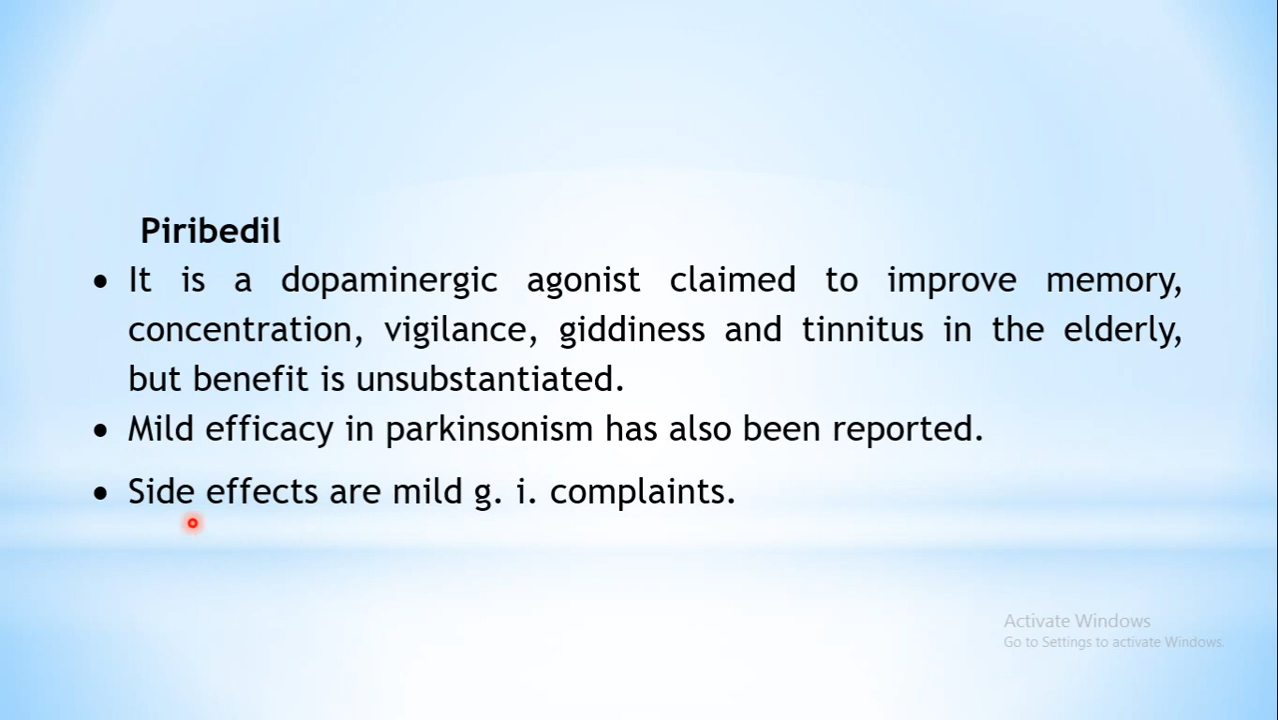 Piribedil
• It is a dopaminergic agonist claimed to improve memory,
concentration, vigilance, giddiness and tinnitus in the elderly,
but benefit is unsubstantiated.
• Mild efficacy in parkinsonism has also been reported.
• Side effects are mild g. i. complaints.
Activate Windows
Go to Settings to activate Windows.